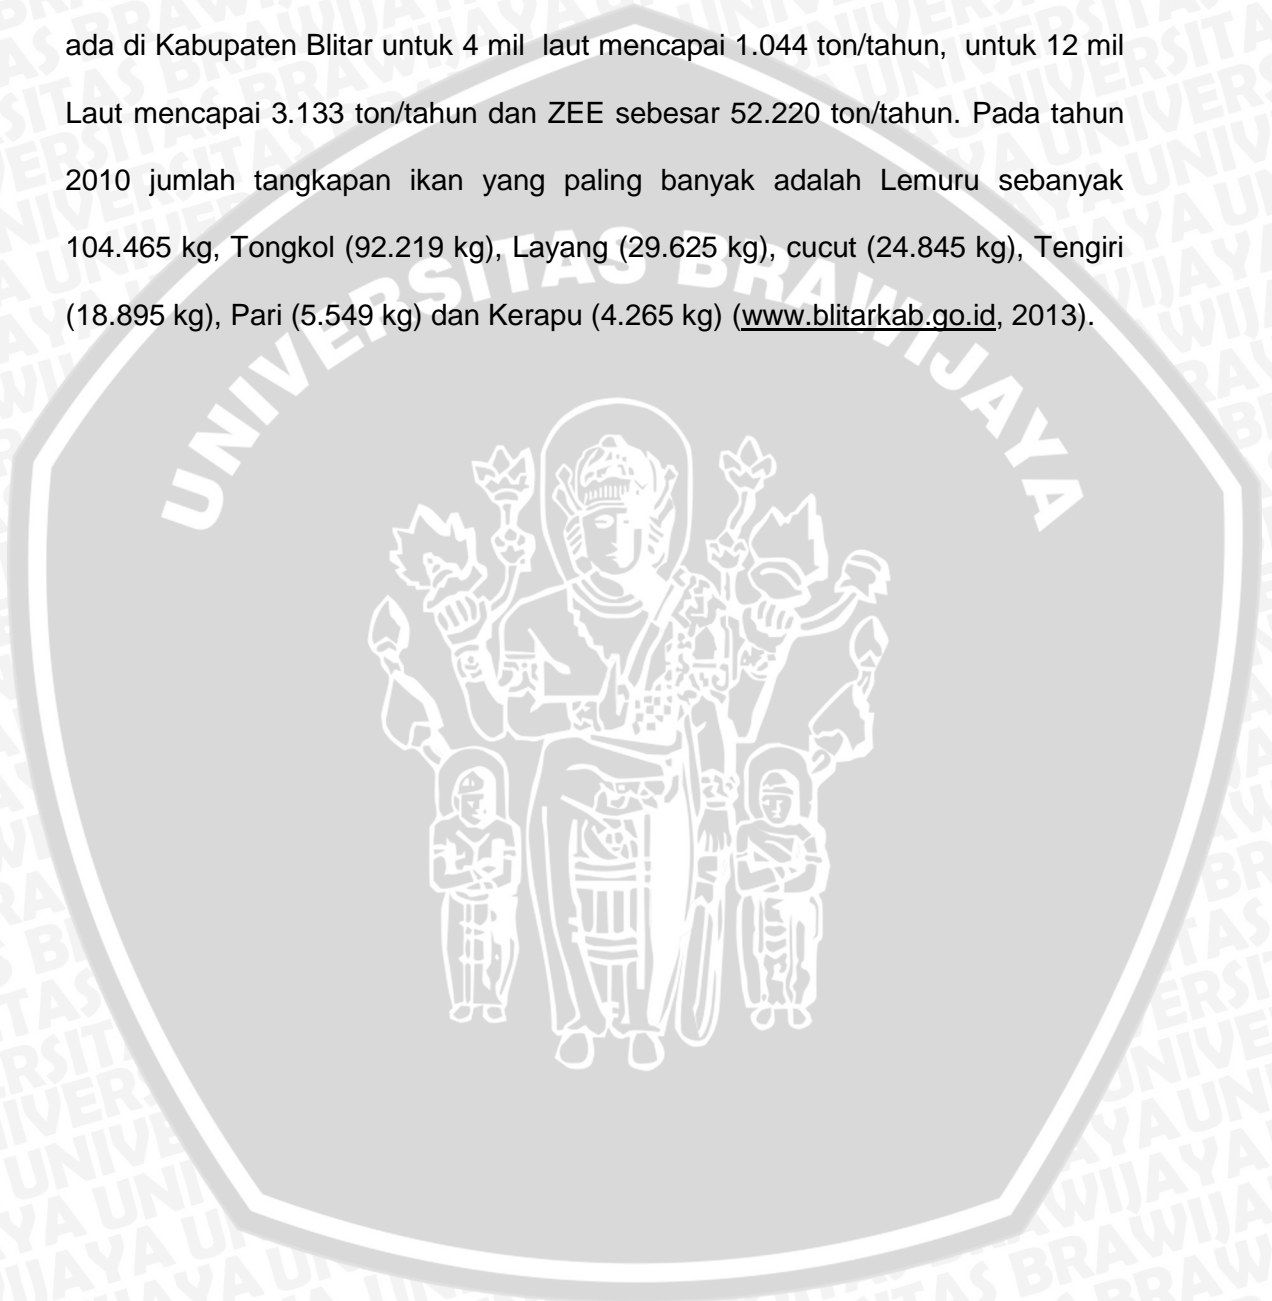 ada di Kabupaten Blitar untuk 4 mil laut mencapai 1.044 ton/tahun, untuk 12 mil
Laut mencapai 3.133 ton/tahun dan ZEE sebesar 52.220 ton/tahun. Pada tahun
2010 jumlah tangkapan ikan yang paling banyak adalah Lemuru sebanyak
104.465 kg, Tongkol (92.219 kg), Layang (29.625 kg), cucut (24.845 kg), Tengiri
(18.895 kg), Pari (5.549 kg) dan Kerapu (4.265 kg) (www.blitarkab.go.id, 2013).
UNIVERSITAS BRAWIJAYA